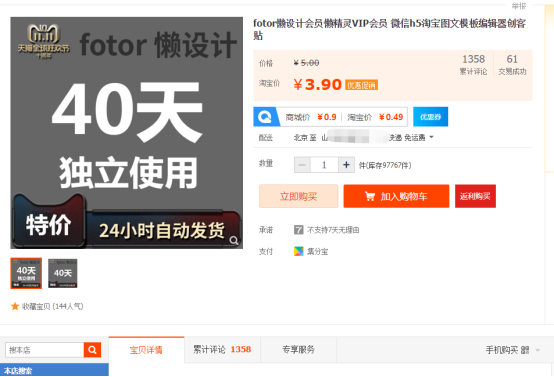 举报
天猫全球狂欢节
fotor 懒设计
40天
独立使用
特价
24小时自动发货
fotor懒设计会员懒精灵VIP会员 微信h5淘宝图文模板编辑器创客
贴
价格
¥ 5.00
淘宝价
¥ 3.90 优惠促销
1358
累计评论
61
交易成功
商城价 ¥ 0.9 淘宝价 ¥ 0.49 优惠券
配送 北京 至 快递 免运费
数量 1 件(库存97767件)
立即购买 加入购物车 返利购买
承诺 7 不支持7天无理由
支付 集分宝
40天
独立使用
40天
收藏宝贝 (144人气)
搜本店
宝贝详情 累计评论 1358 专享服务 手机购买
本店搜索